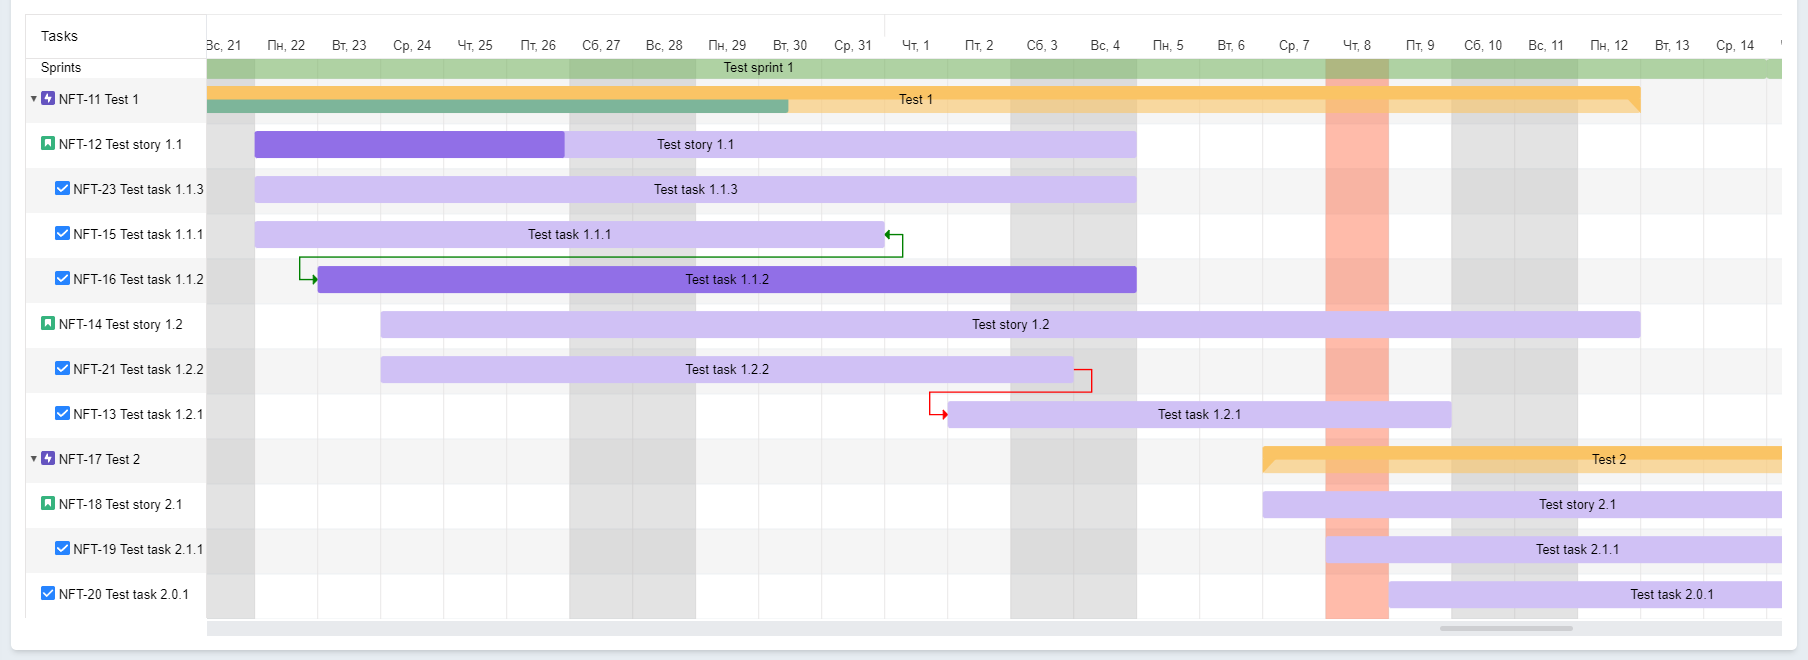 Tasks
Вс, 21 Пн, 22 Вт, 23 Ср, 24 Чт, 25 Пт, 26 Сб, 27 Вс, 28 Пн, 29 Вт, 30 Ср, 31 Чт, 1 Пт, 2 Сб, 3 Вс, 4 Пн, 5 Вт, 6 Ср, 7 Чт, 8 Пт, 9 Сб, 10 Вс, 11 Пн, 12 Вт, 13 Ср, 14
Sprints Test sprint 1
NFT-11 Test 1 Test 1
NFT-12 Test story 1.1 Test story 1.1
NFT-23 Test task 1.1.3 Test task 1.1.3
NFT-15 Test task 1.1.1 Test task 1.1.1
NFT-16 Test task 1.1.2 Test task 1.1.2
NFT-14 Test story 1.2 Test story 1.2
NFT-21 Test task 1.2.2 Test task 1.2.2
NFT-13 Test task 1.2.1 Test task 1.2.1
NFT-17 Test 2 Test 2
NFT-18 Test story 2.1 Test story 2.1
NFT-19 Test task 2.1.1 Test task 2.1.1
NFT-20 Test task 2.0.1 Test task 2.0.1